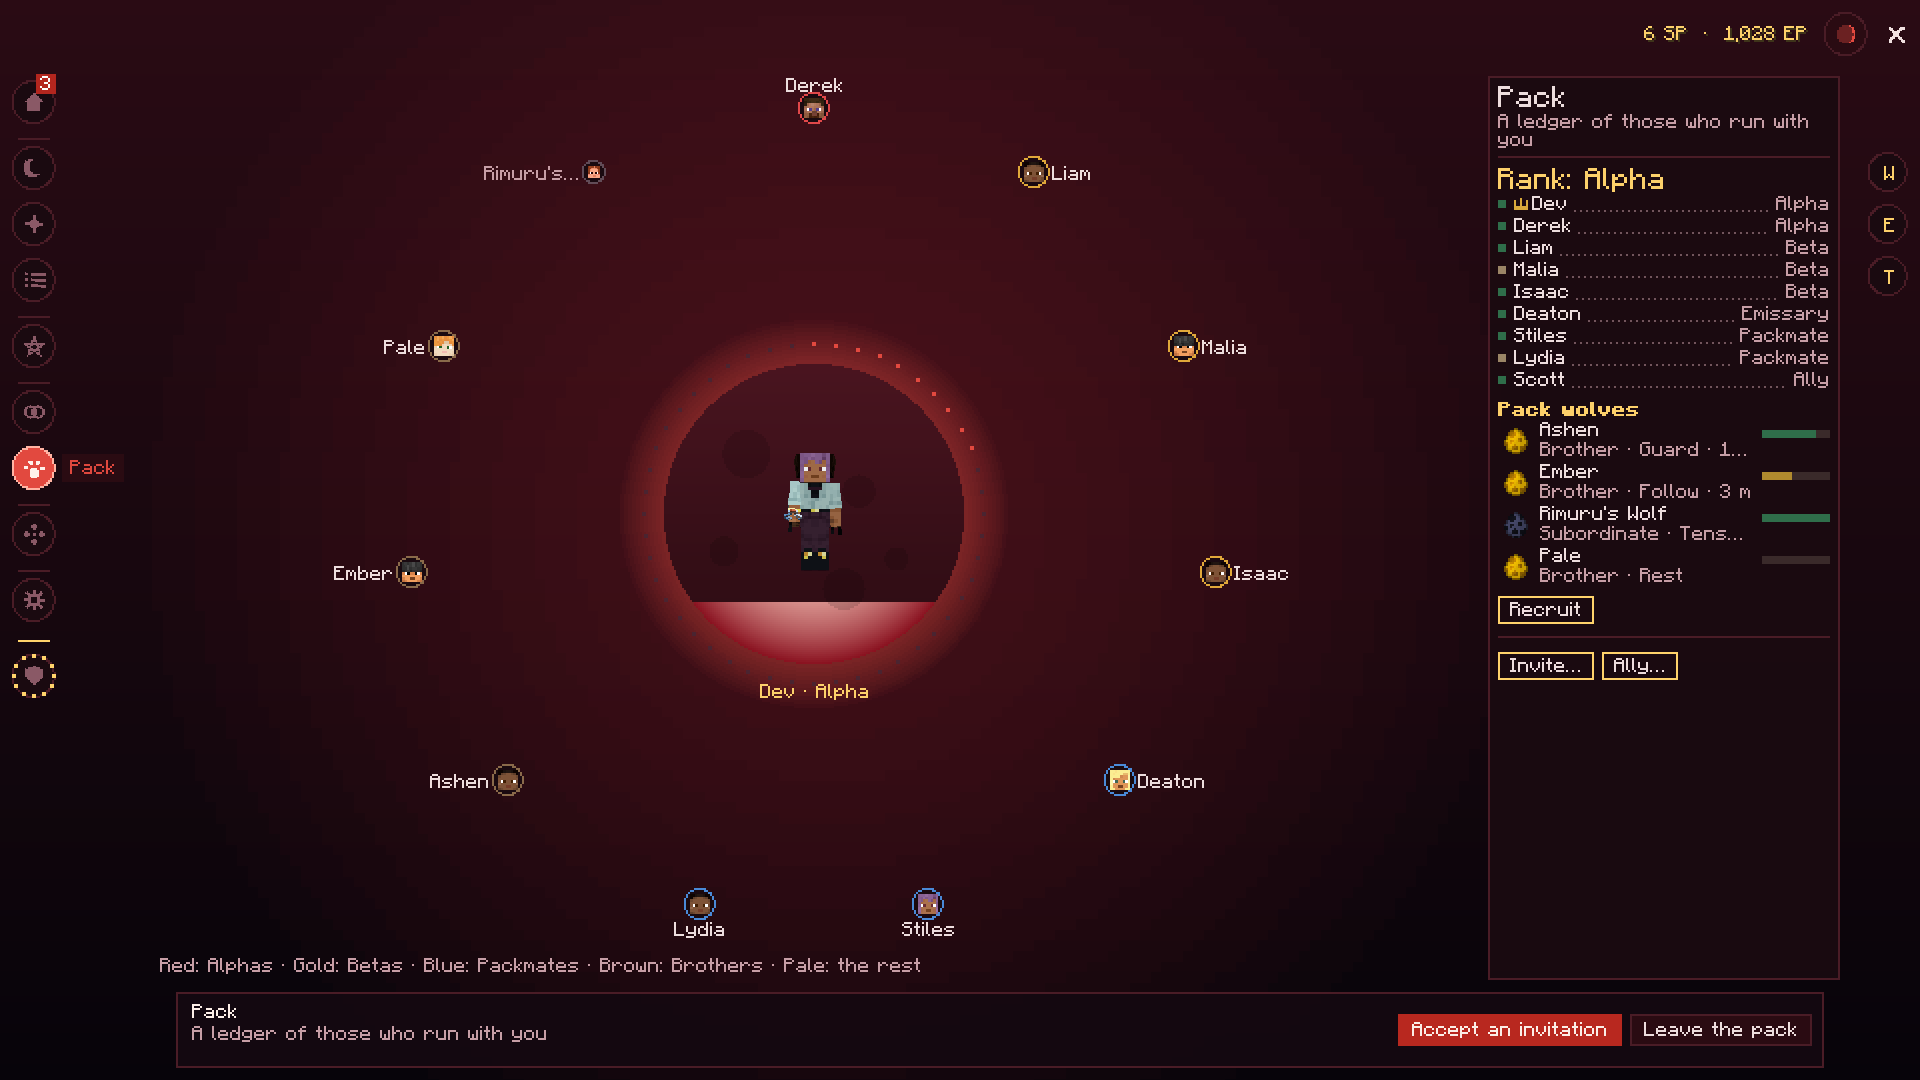 6 SP · 1,028 EP
3
Pack
Derek
Rimuru's...
Liam
Pale
Malia
Ember
Isaac
Dev · Alpha
Ashen
Deaton
Lydia
Stiles
Red: Alphas · Gold: Betas · Blue: Packmates · Brown: Brothers · Pale: the rest
Pack
A ledger of those who run with
you
Rank: Alpha
Dev Alpha
Derek Alpha
Liam Beta
Malia Beta
Isaac Beta
Deaton Emissary
Stiles Packmate
Lydia Packmate
Scott Ally
Pack wolves
Ashen
Brother · Guard · 1...
Ember
Brother · Follow · 3 m
Rimuru's Wolf
Subordinate · Tens...
Pale
Brother · Rest
Recruit
Invite... Ally...
W
E
T
Pack
A ledger of those who run with you
Accept an invitation
Leave the pack